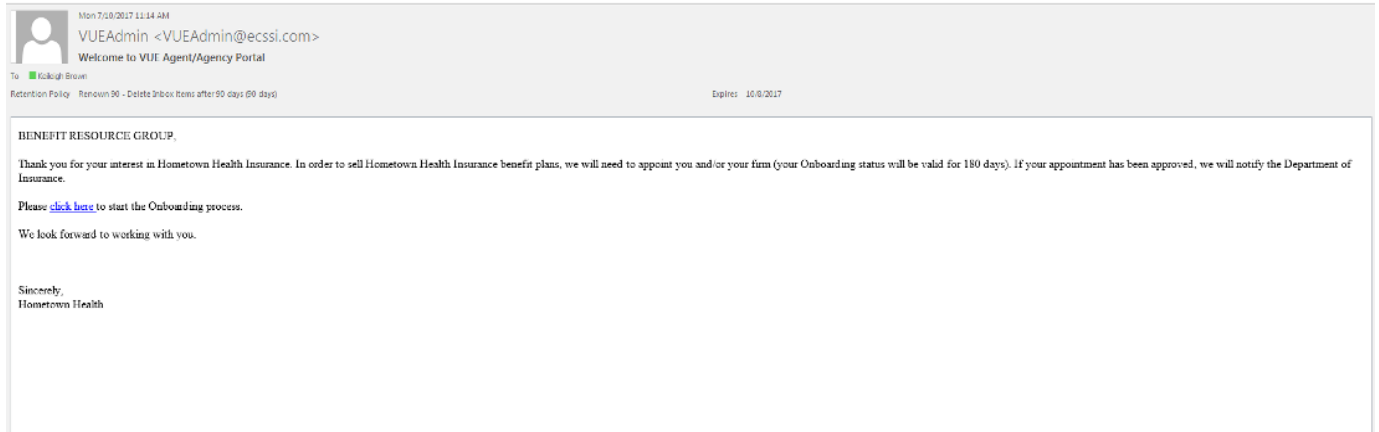 Mon 7/10/2017 11:14 AM
VUEAdmin <VUEAdmin@ecssi.com>
Welcome to VUE Agent/Agency Portal
To Keileigh Brown
Retention Policy Renown 90 - Delete Inbox Items after 90 days (90 days) Expires 10/8/2017
BENEFIT RESOURCE GROUP,
Thank you for your interest in Hometown Health Insurance. In order to sell Hometown Health Insurance benefit plans, we will need to appoint you and/or your firm (your Onboarding status will be valid for 180 days). If your appointment has been approved, we will notify the Department of
Insurance.
Please click here to start the Onboarding process.
We look forward to working with you.
Sincerely,
Hometown Health